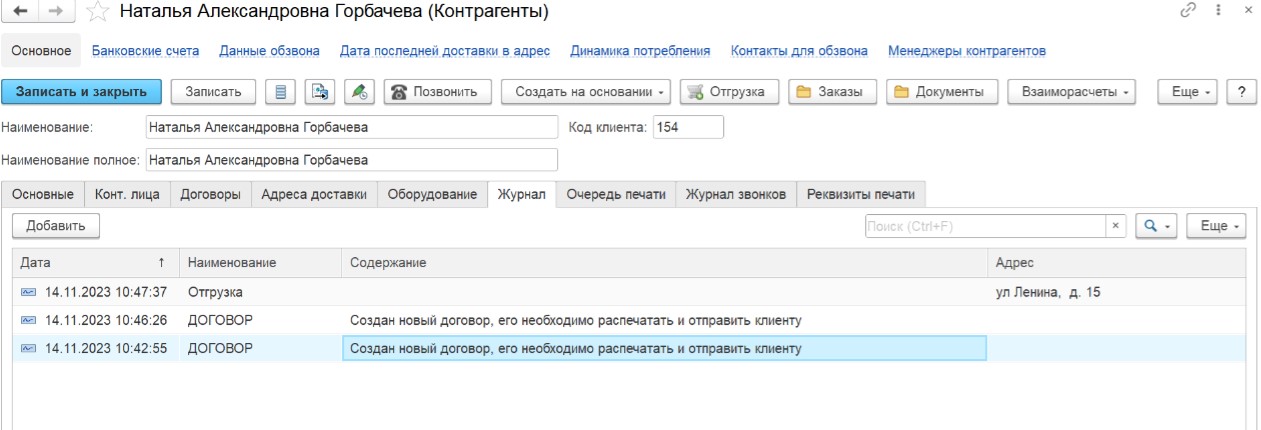 Наталья Александровна Горбачева (Контрагенты)
Основное Банковские счета Данные обзвона Дата последней доставки в адрес Динамика потребления Контакты для обзвона Менеджеры контрагентов
Записать и закрыть Записать Позвонить Создать на основании Отгрузка Заказы Документы Взаиморасчеты Еще ?
Наименование: Наталья Александровна Горбачева Код клиента: 154
Наименование полное: Наталья Александровна Горбачева
Основные Конт. лица Договоры Адреса доставки Оборудование Журнал Очередь печати Журнал звонков Реквизиты печати
Добавить Поиск (Ctrl+F) × Еще
Дата ↑ Наименование Содержание Адрес
14.11.2023 10:47:37 Отгрузка ул Ленина, д. 15
14.11.2023 10:46:26 ДОГОВОР Создан новый договор, его необходимо распечатать и отправить клиенту
14.11.2023 10:42:55 ДОГОВОР Создан новый договор, его необходимо распечатать и отправить клиенту